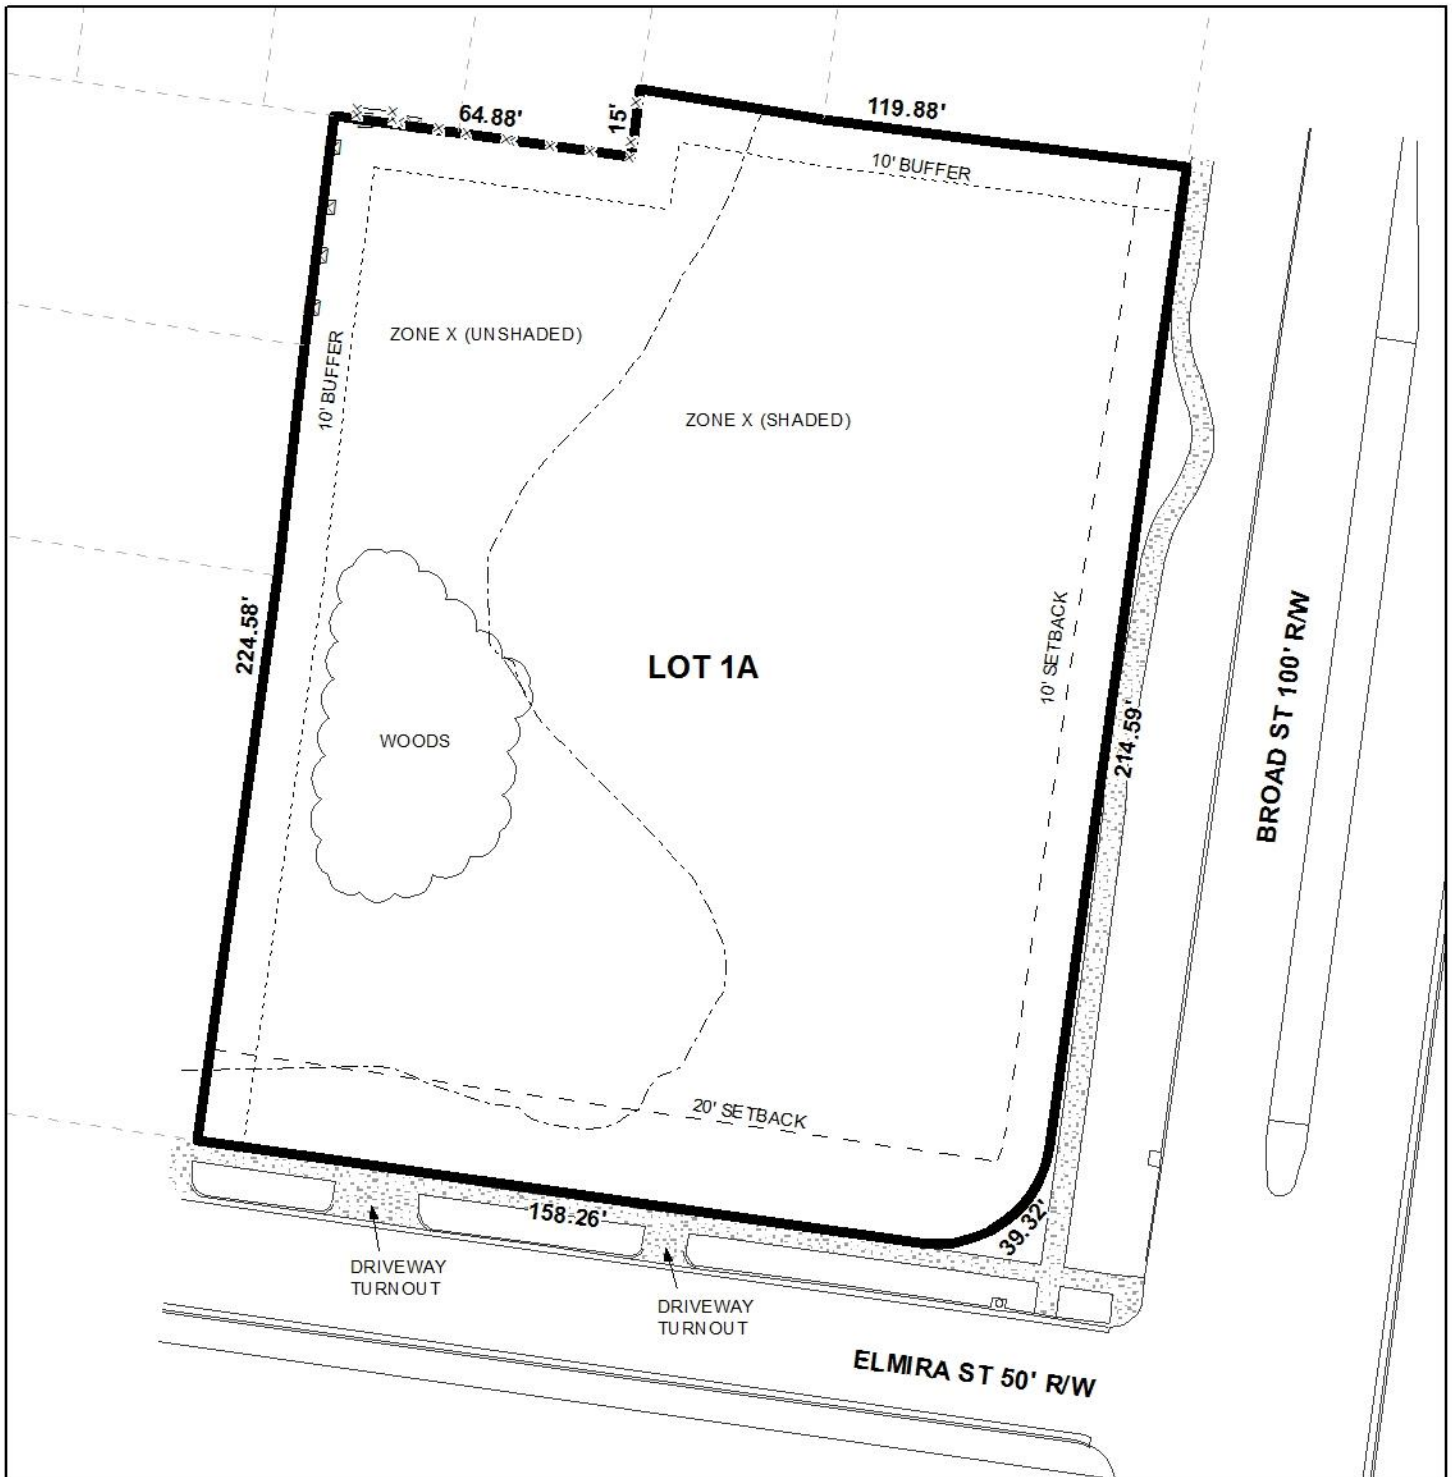 64.88'
15'
119.88'
10' BUFFER
ZONE X (UNSHADED)
10' BUFFER
ZONE X (SHADED)
224.58'
10' SETBACK
BROAD ST 100' R/W
LOT 1A
214.59'
WOODS
20' SETBACK
158.26'
39.32'
DRIVEWAY
TURNOUT
DRIVEWAY
TURNOUT
ELMIRA ST 50' R/W